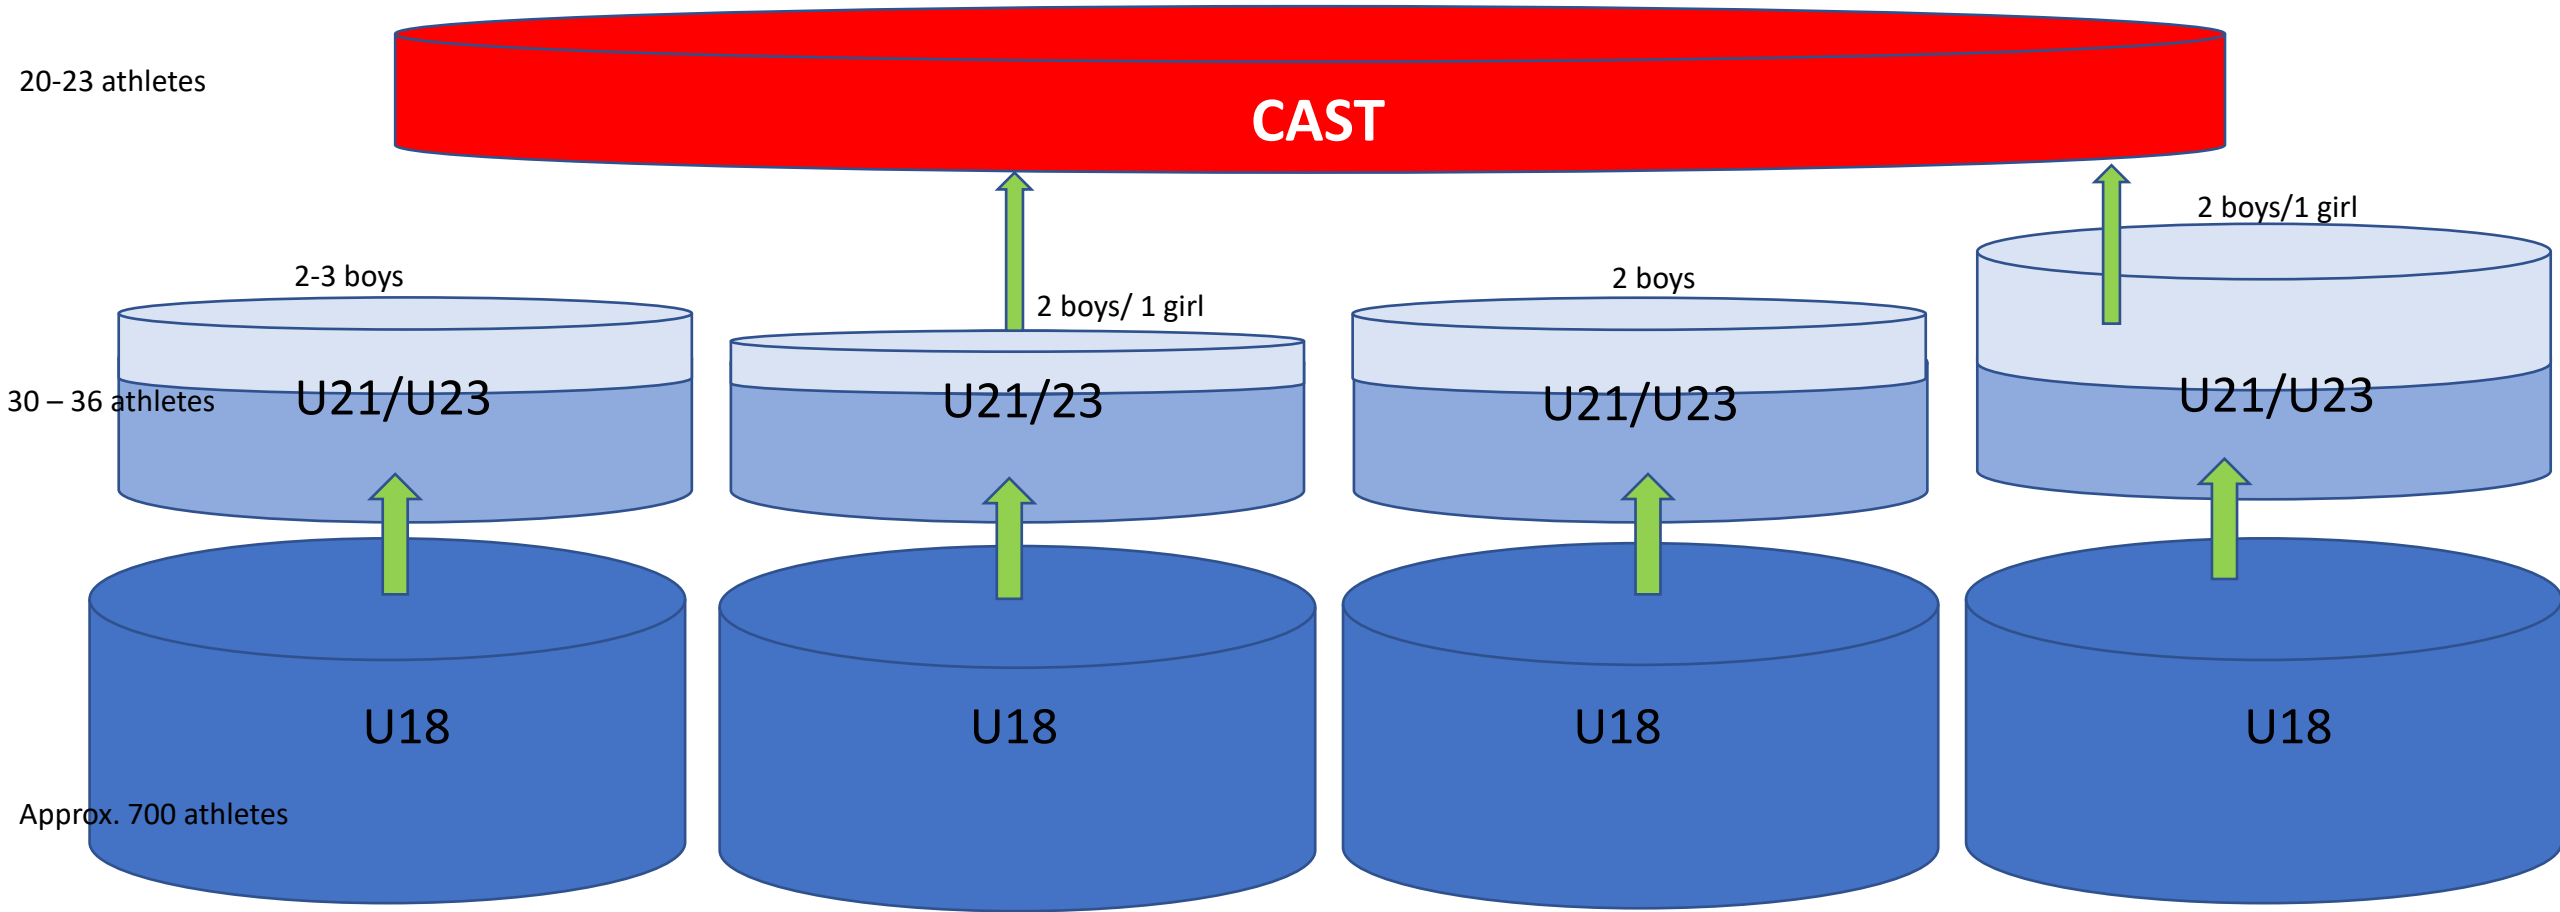 20-23 athletes
CAST
2 boys/1 girl
2-3 boys
2 boys/ 1 girl
2 boys
30 – 36 athletes
U21/U23
U21/23
U21/U23
U21/U23
U18
U18
U18
U18
Approx. 700 athletes